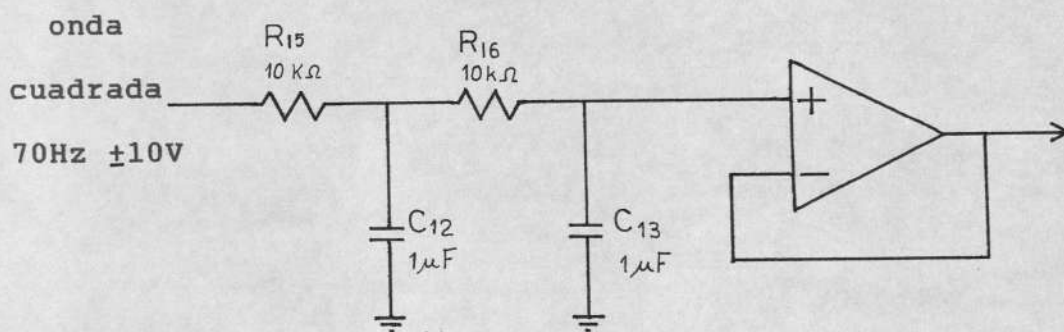 onda
cuadrada
70Hz ±10V
R15
10 KΩ
R16
10KΩ
C12
1μF
C13
1μF
+
−